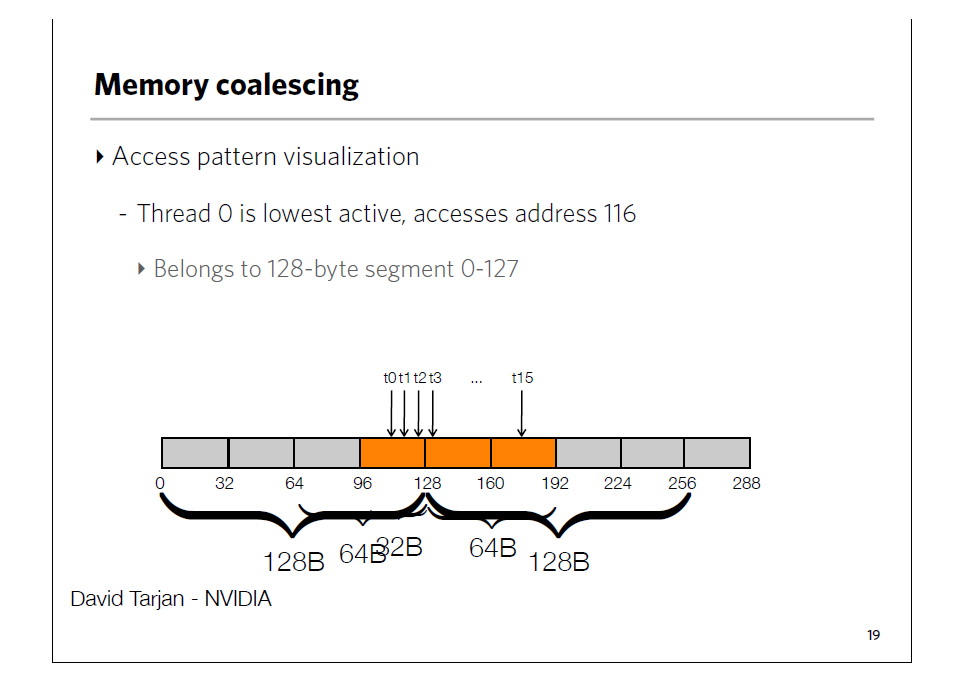 Memory coalescing
‣ Access pattern visualization
- Thread 0 is lowest active, accesses address 116
‣ Belongs to 128-byte segment 0-127
t0 t1 t2 t3 ... t15
0 32 64 96 128 160 192 224 256 288
128B 64B 32B 64B 128B
David Tarjan - NVIDIA
19